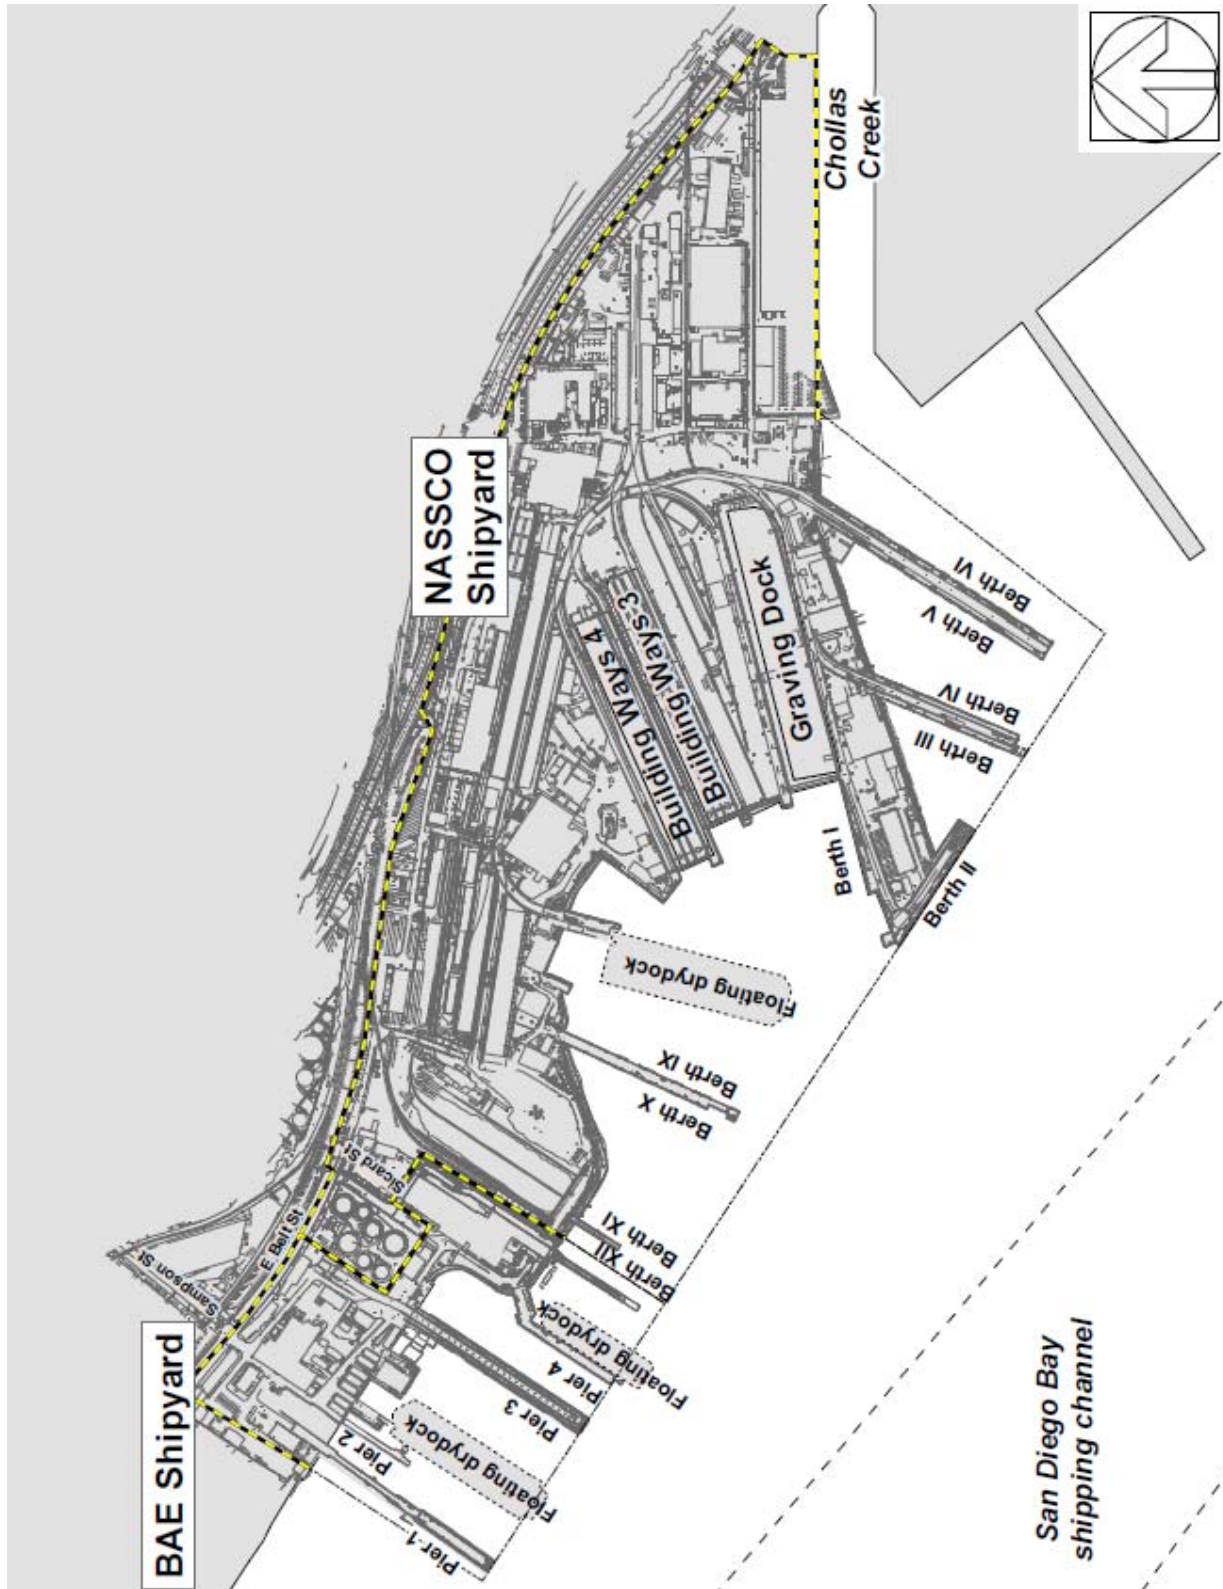 BAE Shipyard
Sampson St
E Belt St
Sicard St
Pier 1
Pier 2
Floating drydock
Pier 3
Pier 4
Floating drydock
Berth XII
Berth XI
Berth X
Berth IX
Floating drydock
NASSCO
Shipyard
Building Ways 4
Building Ways 3
Graving Dock
Berth I
Berth II
Berth III
Berth IV
Berth V
Berth VI
Chollas
Creek
San Diego Bay
shipping channel